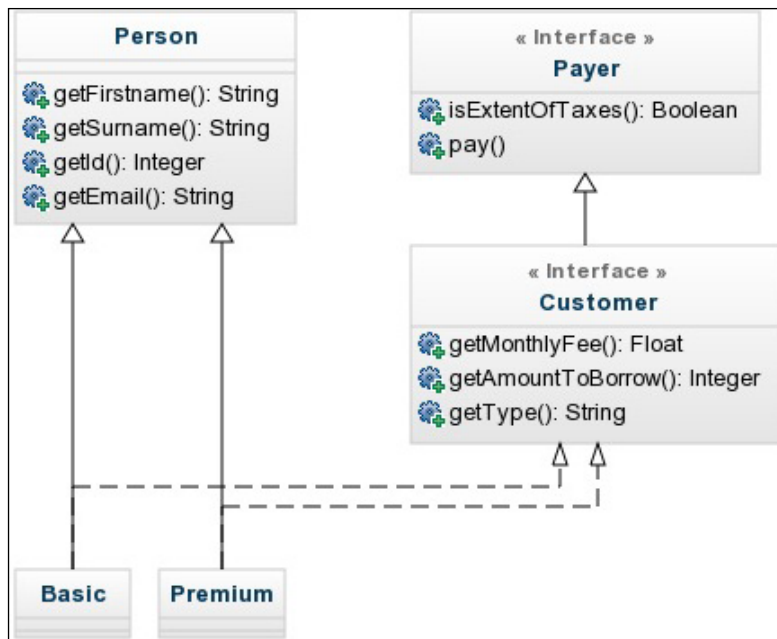 Person
getFirstname(): String
getSurname(): String
getId(): Integer
getEmail(): String
« Interface »
Payer
isExtentOfTaxes(): Boolean
pay()
« Interface »
Customer
getMonthlyFee(): Float
getAmountToBorrow(): Integer
getType(): String
Basic
Premium